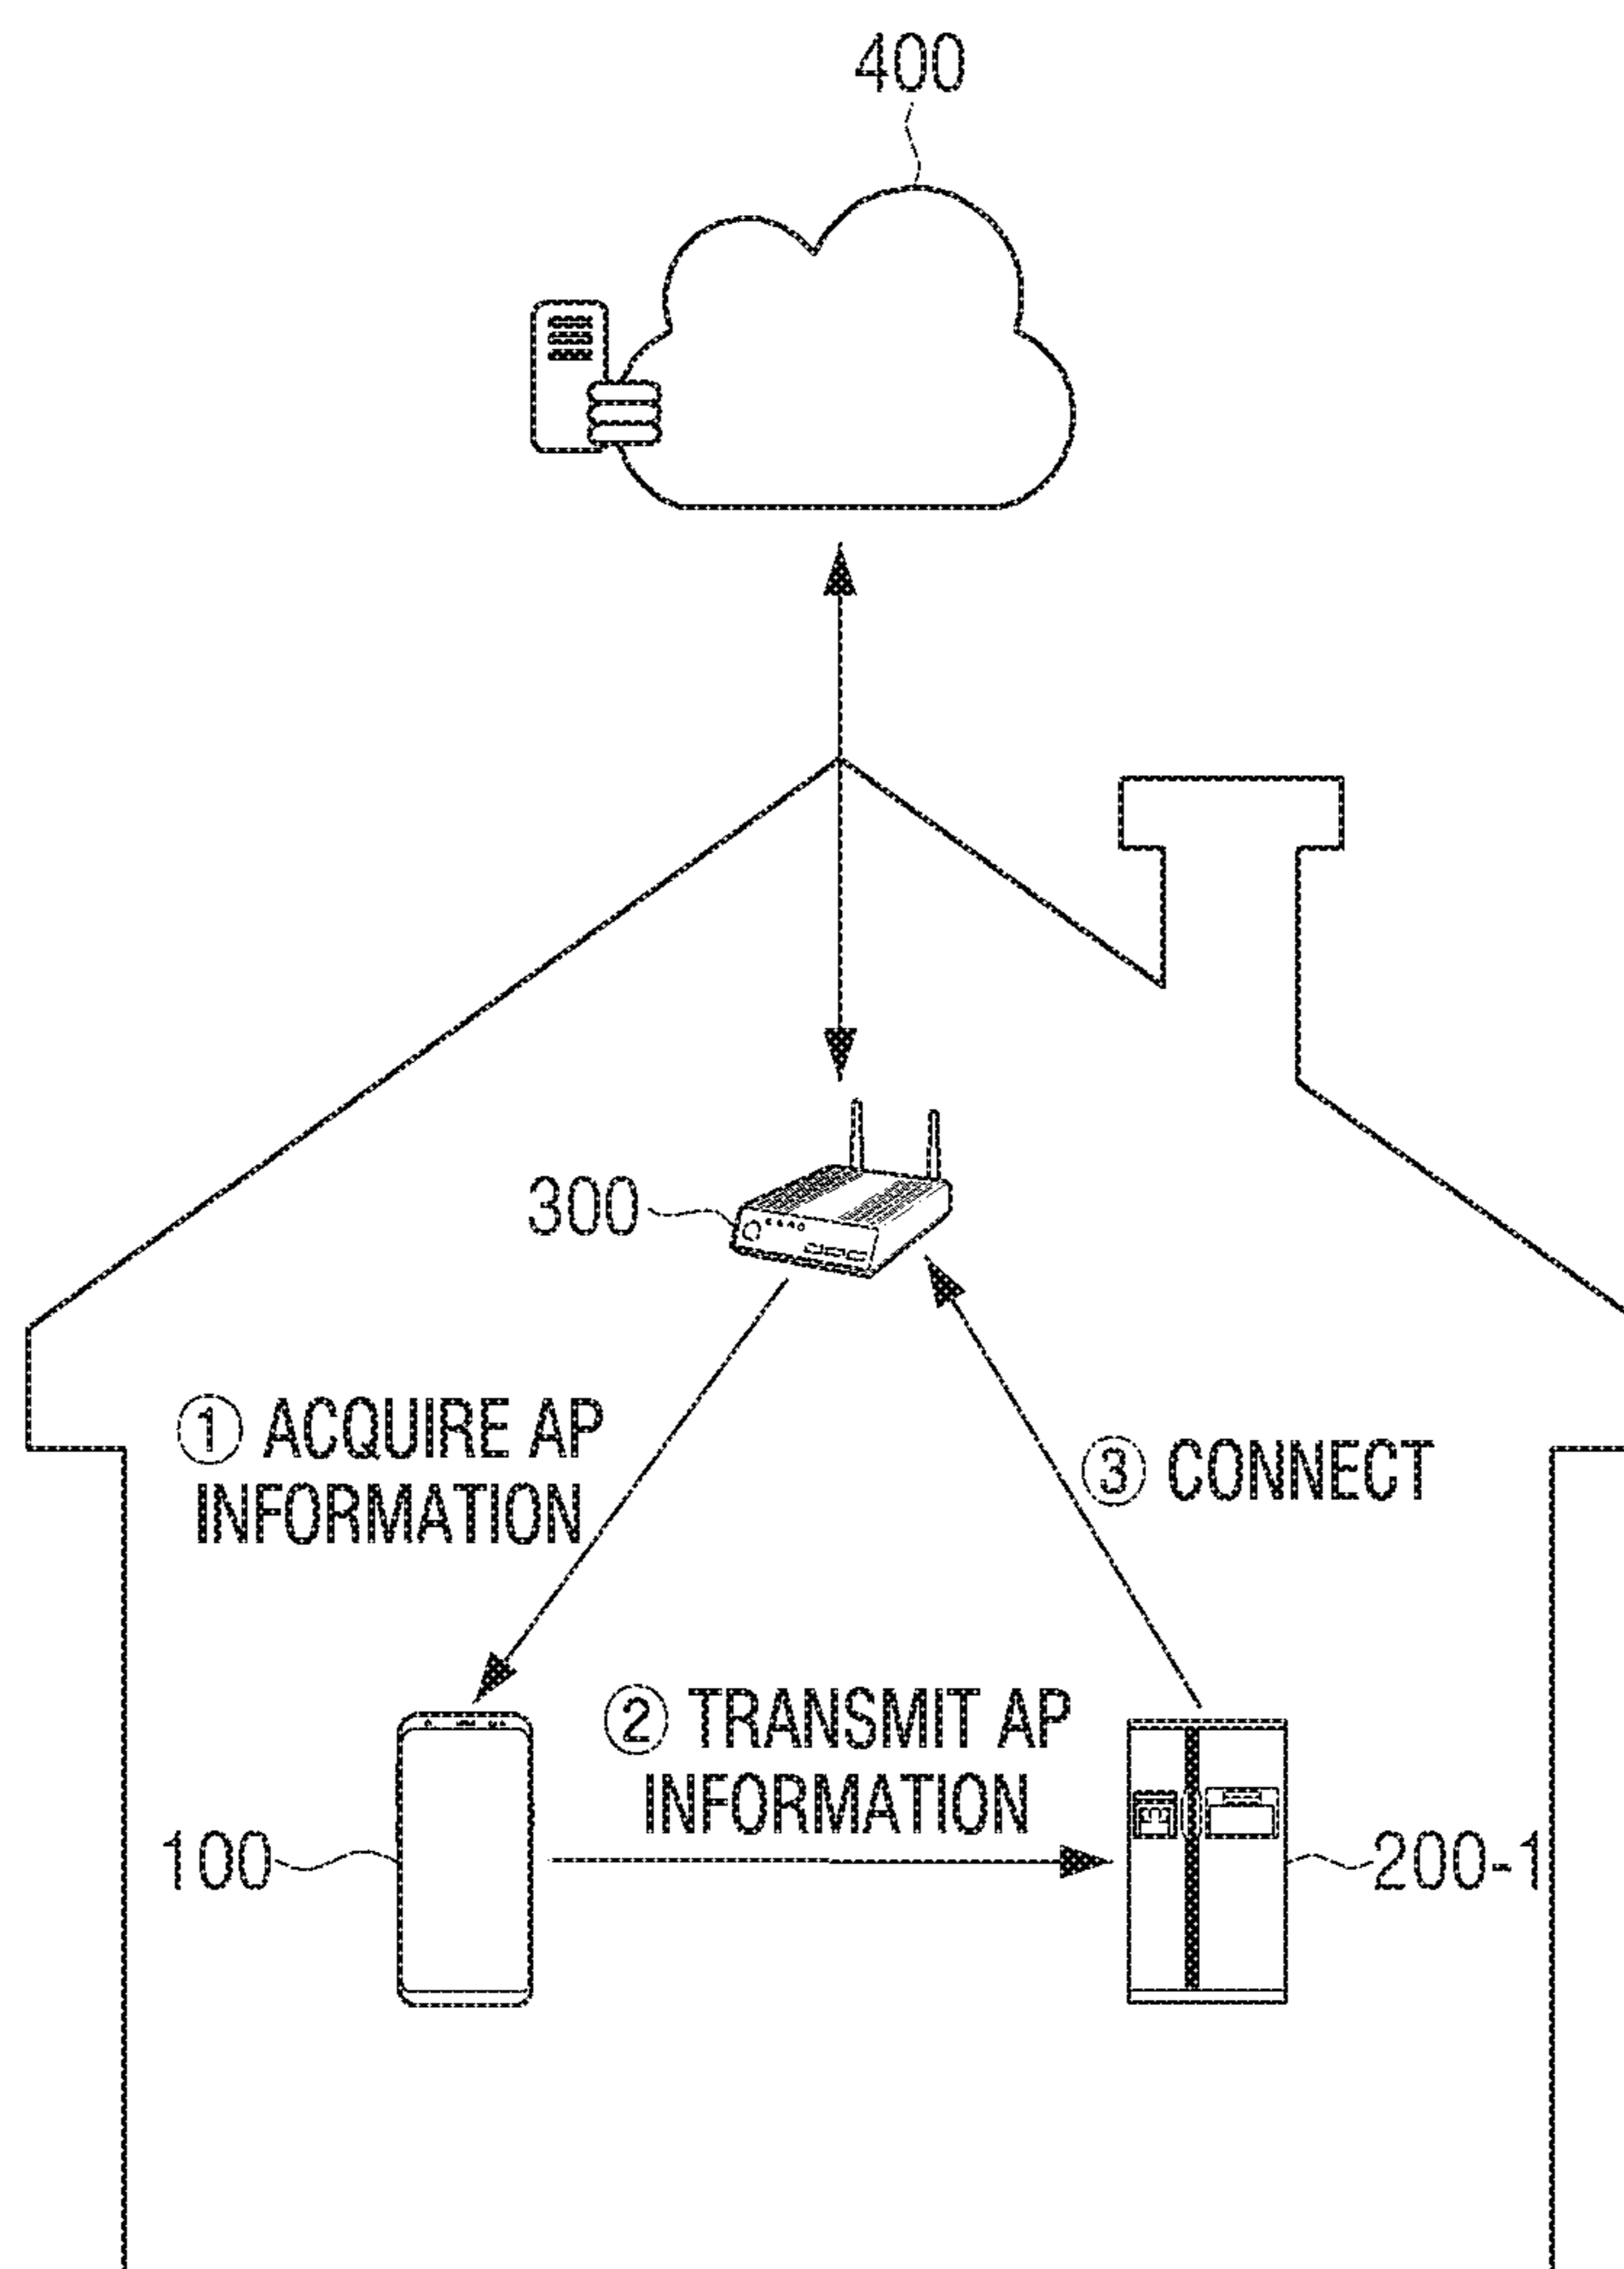 400
300
① ACQUIRE AP
INFORMATION
③ CONNECT
② TRANSMIT AP
INFORMATION
100
200-1